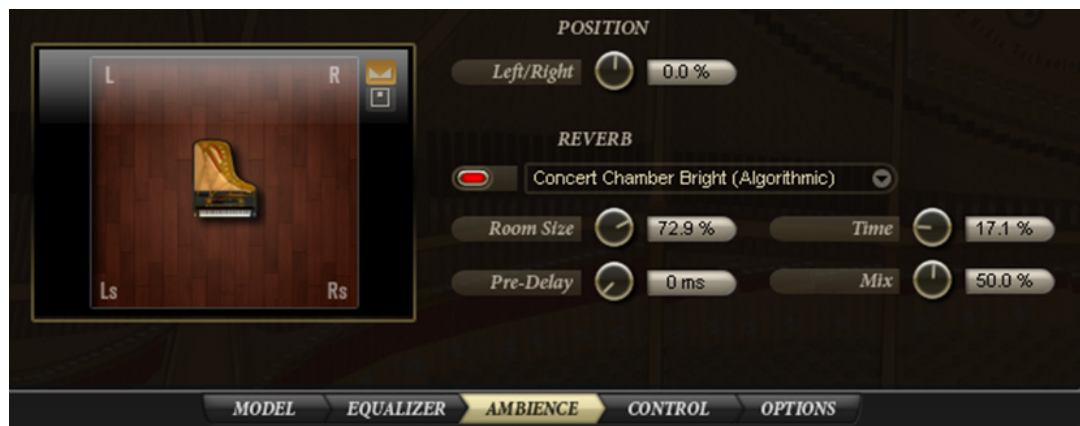 POSITION
L R
Left/Right 0.0 %
REVERB
Concert Chamber Bright (Algorithmic)
Room Size 72.9 % Time 17.1 %
Pre-Delay 0 ms Mix 50.0 %
Ls Rs
MODEL EQUALIZER AMBIENCE CONTROL OPTIONS